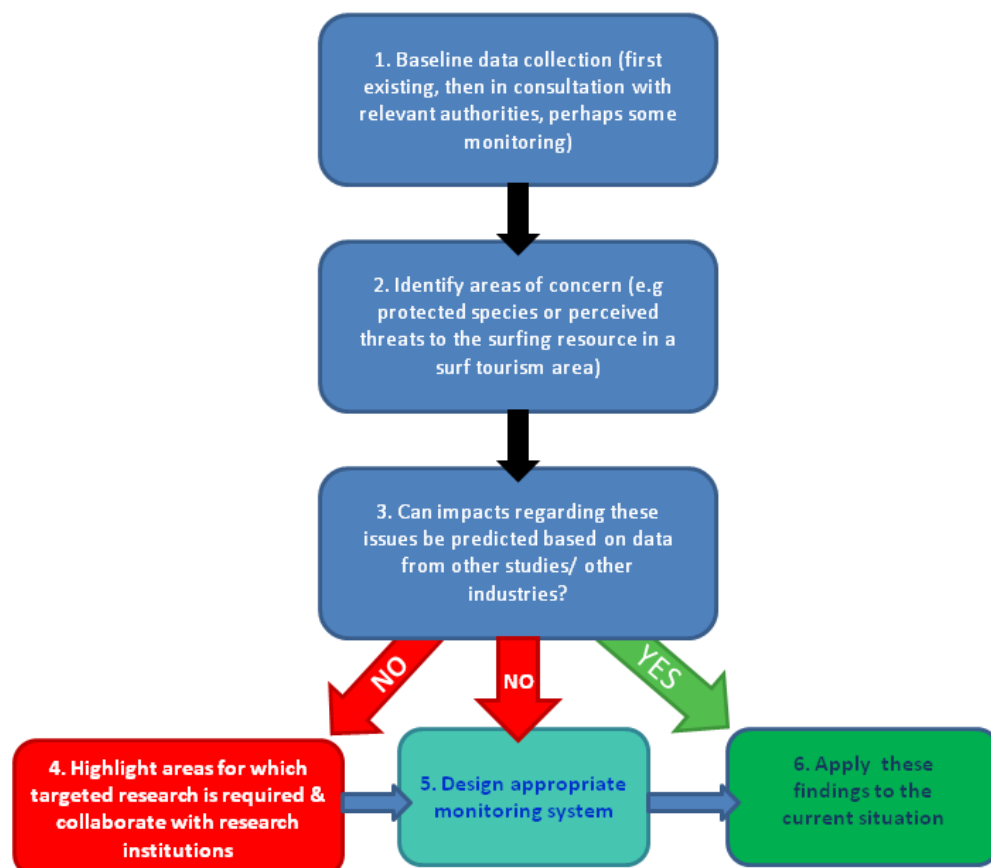 1. Baseline data collection (first
existing, then in consultation with
relevant authorities, perhaps some
monitoring)
2. Identify areas of concern (e.g
protected species or perceived
threats to the surfing resource in a
surf tourism area)
3. Can impacts regarding these
issues be predicted based on data
from other studies/ other
industries?
NO
NO
YES
4. Highlight areas for which
targeted research is required &
collaborate with research
institutions
5. Design appropriate
monitoring system
6. Apply these
findings to the
current situation